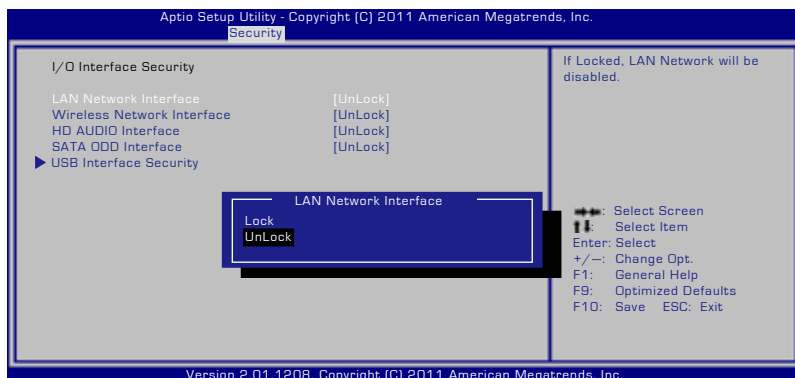 Aptio Setup Utility - Copyright (C) 2011 American Megatrends, Inc.
Security
I/O Interface Security
LAN Network Interface [UnLock]
Wireless Network Interface [UnLock]
HD AUDIO Interface [UnLock]
SATA ODD Interface [UnLock]
USB Interface Security
LAN Network Interface
Lock
UnLock
If Locked, LAN Network will be
disabled.
: Select Screen
: Select Item
Enter: Select
+/—: Change Opt.
F1: General Help
F9: Optimized Defaults
F10: Save ESC: Exit
Version 2.01.1208. Copyright (C) 2011 American Megatrends, Inc.